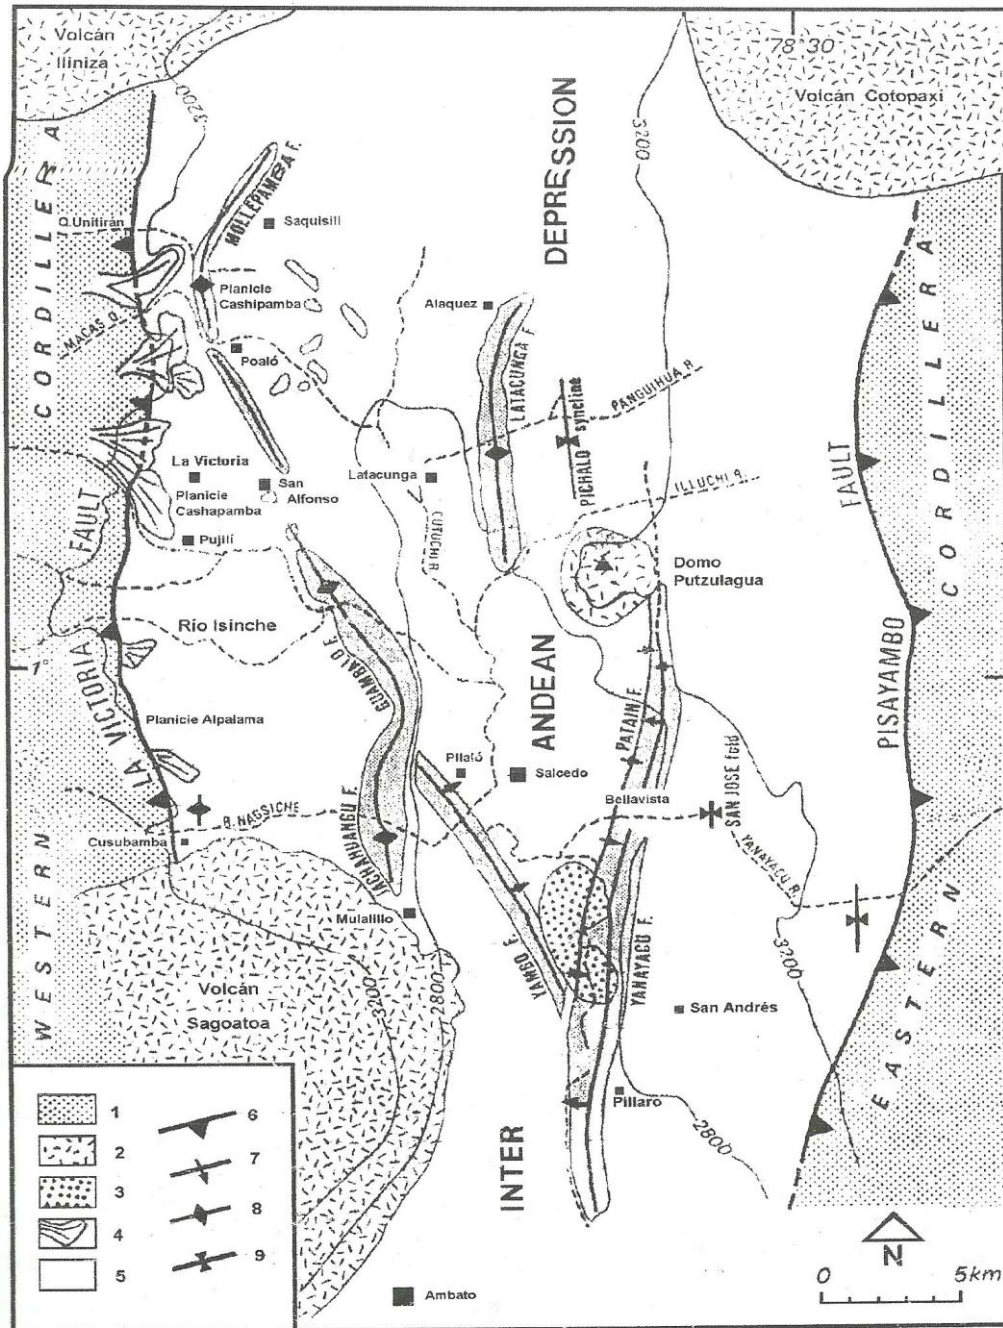 Volcán
Iliniza
78°30
Volcán Cotopaxi
3200
3200
CORDILLERA
MOLLEPAMBA F.
Saquisilí
Q. Unitirán
DEPRESSION
Planicie
Cashipamba
Alaquez
MACAS Q.
Poaló
LATACUNGA F.
PICHALO syncline
PANGUIHUA R.
CORDILLERA
La Victoria
Planicie
Cashapamba
San
Alfonso
Latacunga
CUTUCHI R.
ILLUCHI R.
FAULT
FAULT
Pujilí
Domo
Putzulagua
Río Isinche
GUAMBALO F.
1°
LA VICTORIA
ANDEAN
PATAIN F.
PISAYAMBO
Planicie Alpalama
Pilaló
Salcedo
Bellavista
SAN JOSE fold
R. NAGSICHE
Cusubamba
JACHAHUANGU F.
YANAYACU R.
WESTERN
Mulalillo
YAMBO F.
YANAYACU F.
3200
EASTERN
Volcán
Sagoatoa
3200
2800
San Andrés
Pillaro
2800
INTER
1
2
3
4
5
6
7
8
9
N
0 5km
Ambato